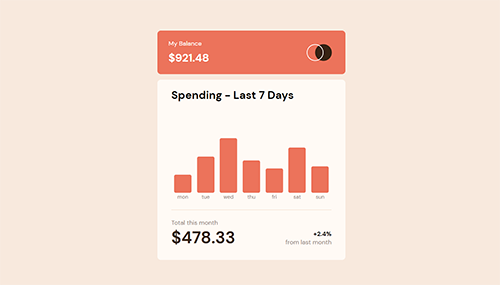 My Balance
$921.48
Spending - Last 7 Days
mon tue wed thu fri sat sun
Total this month
$478.33
+2.4%
from last month